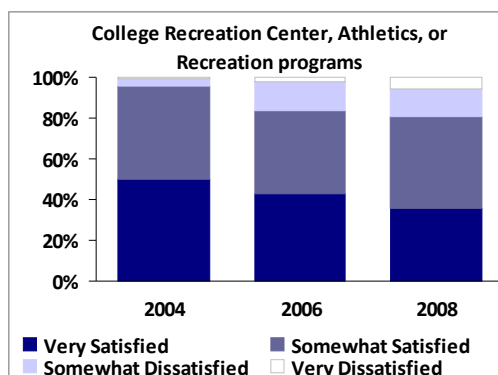 College Recreation Center, Athletics, or
Recreation programs
100%
80%
60%
40%
20%
0%
2004 2006 2008
Very Satisfied Somewhat Satisfied
Somewhat Dissatisfied Very Dissatisfied